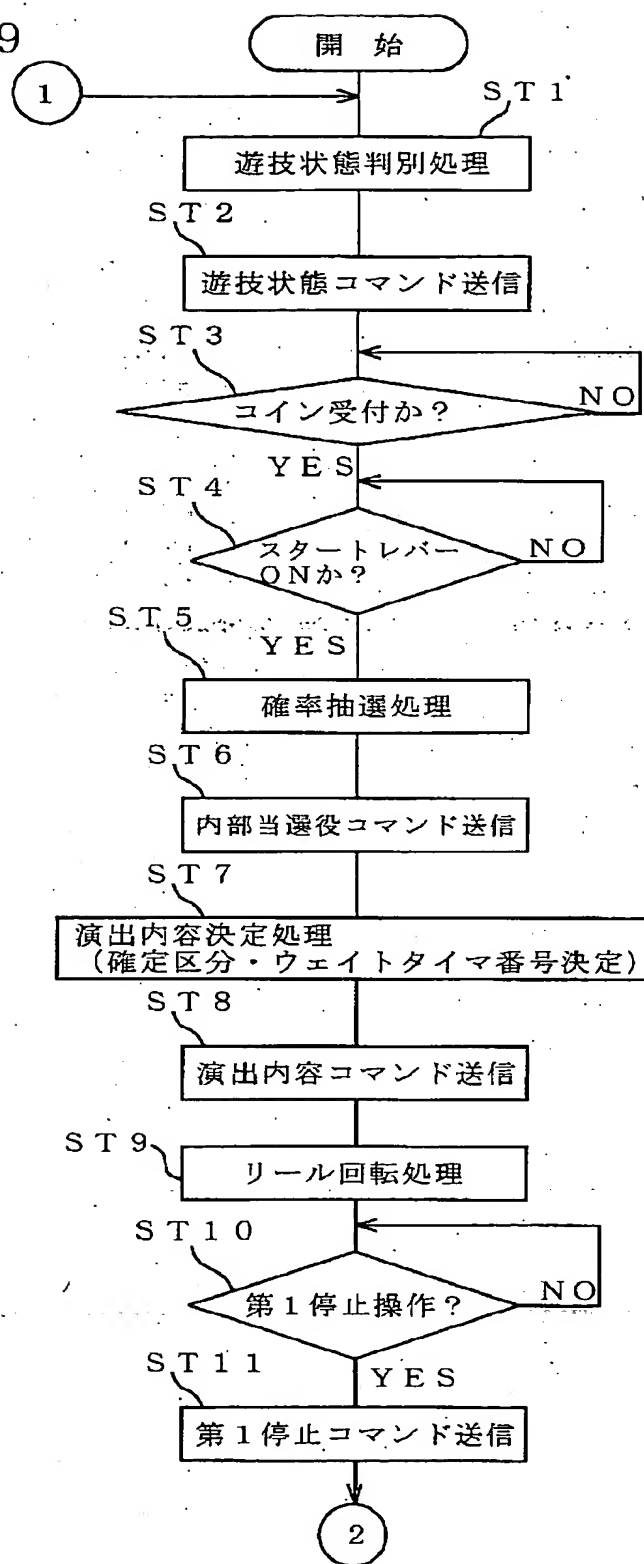 9
開 始
1
ST1
遊技状態判別処理
ST2
遊技状態コマンド送信
ST3
コイン受付か？
NO
YES
ST4
スタートレバー
ONか？
NO
ST5
YES
確率抽選処理
ST6
内部当選役コマンド送信
ST7
演出内容決定処理
（確定区分・ウェイトタイマ番号決定）
ST8
演出内容コマンド送信
ST9
リール回転処理
ST10
第1停止操作？
NO
ST11
YES
第1停止コマンド送信
2